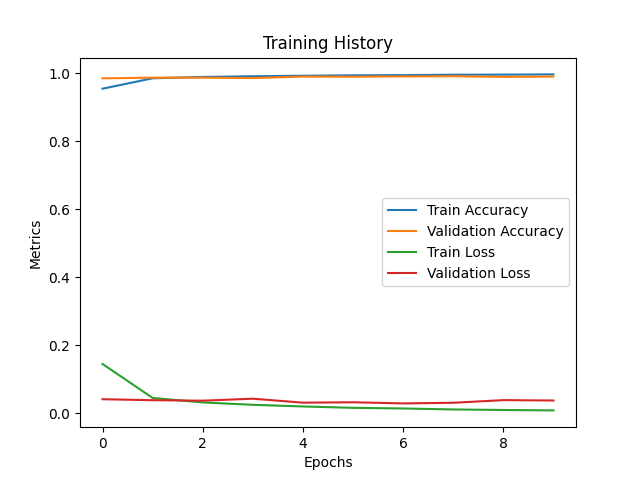 Training History
Metrics
1.0
0.8
0.6
0.4
0.2
0.0
Train Accuracy
Validation Accuracy
Train Loss
Validation Loss
0 2 4 6 8
Epochs